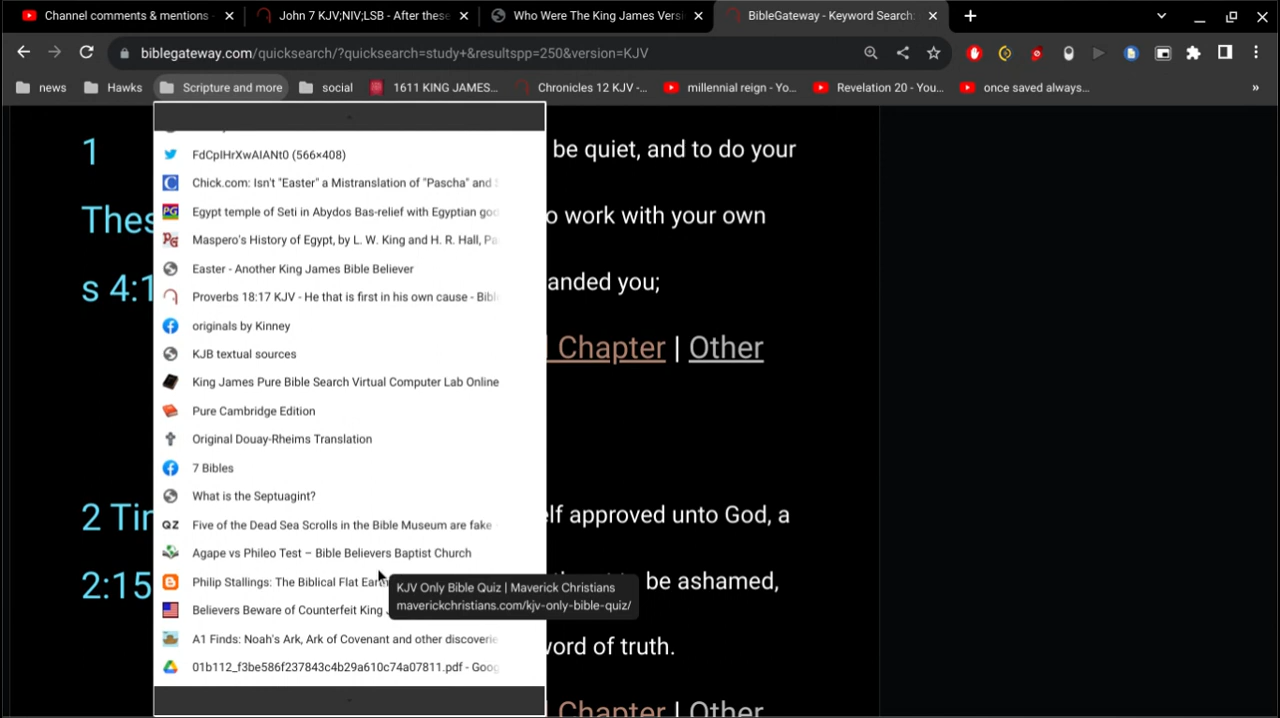 Channel comments & mentions -
John 7 KJV;NIV;LSB - After these
Who Were The King James Versi
BibleGateway - Keyword Search:
biblegateway.com/quicksearch/?quicksearch=study+&resultspp=250&version=KJV
news
Hawks
Scripture and more
social
1611 KING JAMES...
Chronicles 12 KJV -...
millennial reign - Yo...
Revelation 20 - You...
once saved always...
»
1
be quiet, and to do your
Thes
o work with your own
s 4:1
anded you;
Chapter | Other
2 Tim
lf approved unto God, a
2:15
to be ashamed,
word of truth.
Chapter | Other
FdCpIHrXwAIANt0 (566×408)
Chick.com: Isn't "Easter" a Mistranslation of "Pascha" and
Egypt temple of Seti in Abydos Bas-relief with Egyptian god
PG
Maspero's History of Egypt, by L. W. King and H. R. Hall, Pa
Easter - Another King James Bible Believer
Proverbs 18:17 KJV - He that is first in his own cause - Bibl
originals by Kinney
KJB textual sources
King James Pure Bible Search Virtual Computer Lab Online
Pure Cambridge Edition
Original Douay-Rheims Translation
7 Bibles
What is the Septuagint?
QZ Five of the Dead Sea Scrolls in the Bible Museum are fake -
Agape vs Phileo Test – Bible Believers Baptist Church
Philip Stallings: The Biblical Flat Earth
Believers Beware of Counterfeit King J
A1 Finds: Noah's Ark, Ark of Covenant and other discoverie
01b112_f3be586f237843c4b29a610c74a07811.pdf - Goog
KJV Only Bible Quiz | Maverick Christians
maverickchristians.com/kjv-only-bible-quiz/